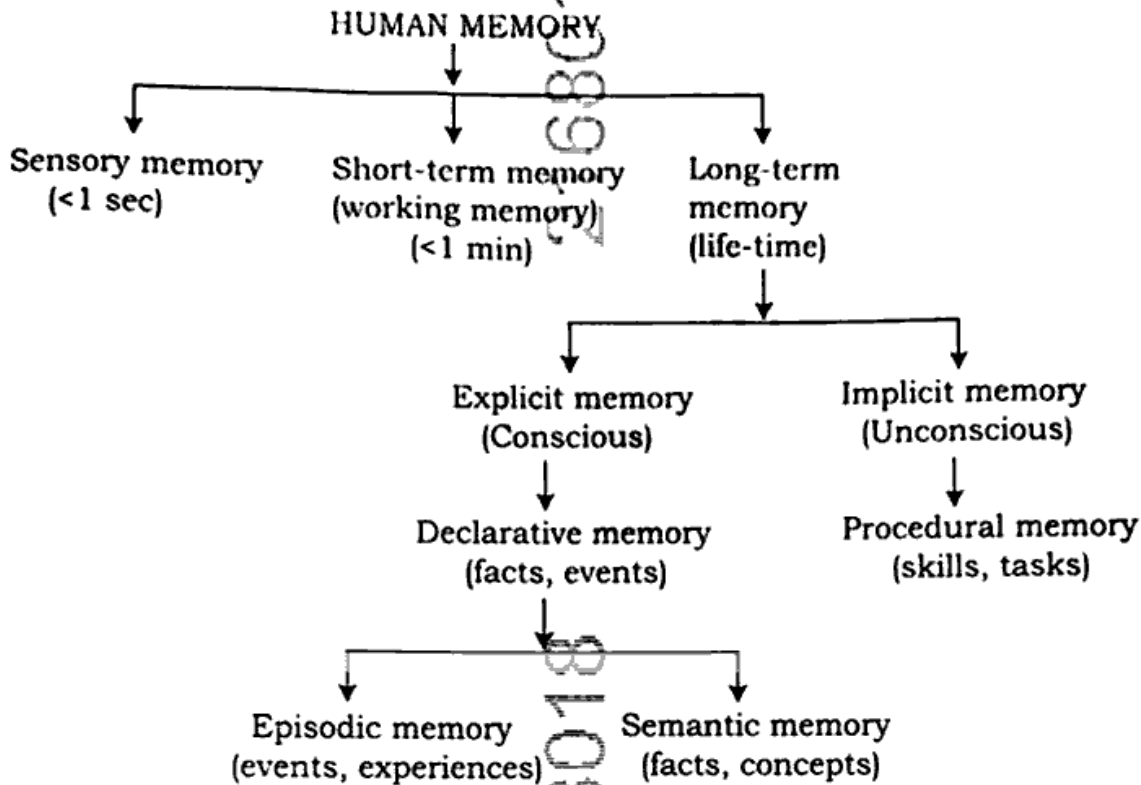 HUMAN MEMORY
Sensory memory
(<1 sec)
Short-term memory
(working memory)
(<1 min)
Long-term
memory
(life-time)
Explicit memory
(Conscious)
Implicit memory
(Unconscious)
Declarative memory
(facts, events)
Procedural memory
(skills, tasks)
Episodic memory
(events, experiences)
Semantic memory
(facts, concepts)